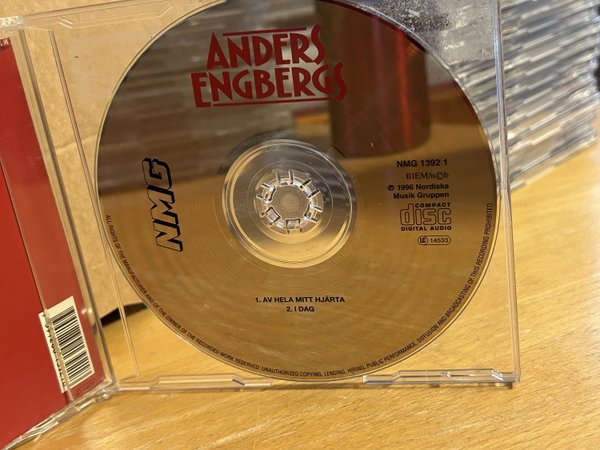 ANDERS
ENGBERGS
NMG
NMG 1392 1
BIEM/n©b
℗ 1996 Nordiska
Musik Gruppen
COMPACT
disc
DIGITAL AUDIO
LC 14533
1. AV HELA MITT HJÄRTA
2. I DAG
ALL RIGHTS OF THE MANUFACTURER AND OF THE OWNER OF THE RECORDED WORK RESERVED. UNAUTHORIZED COPYING, LENDING, HIRING, PUBLIC PERFORMANCE, DIFFUSION AND BROADCASTING OF THIS RECORDING PROHIBITED.